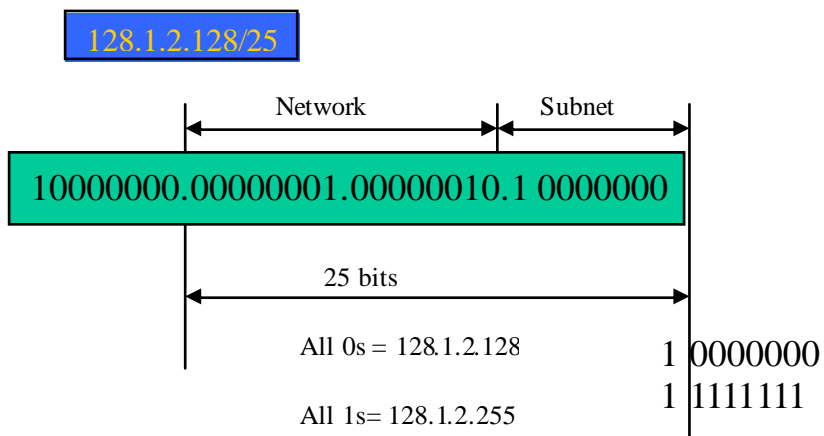 128.1.2.128/25
Network Subnet
10000000.00000001.00000010.1 0000000
25 bits
All 0s = 128.1.2.128
1 0000000
All 1s= 128.1.2.255
1 1111111